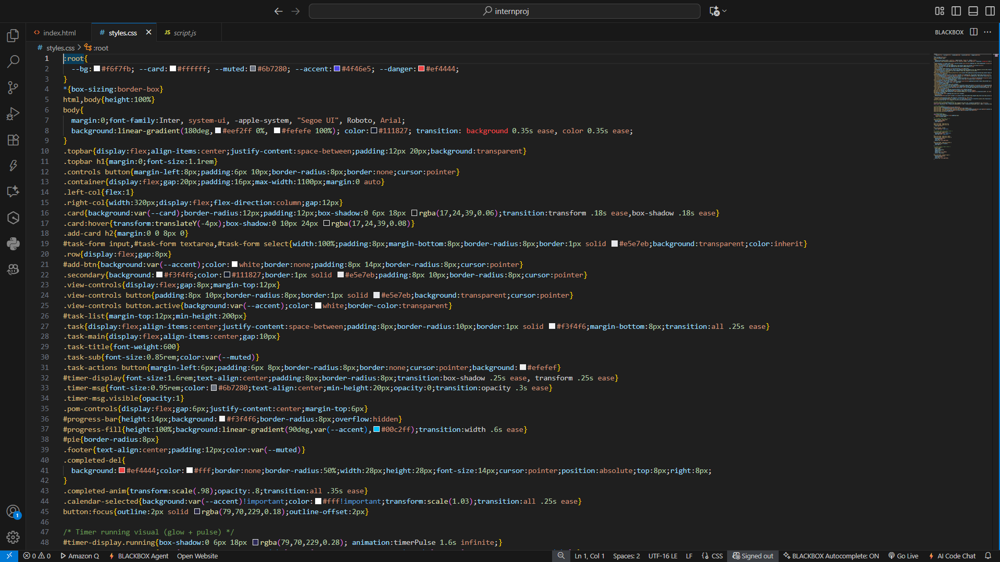 internproj
index.html
styles.css
JS script.js
BLACKBOX
# styles.css > :root
1 :root{
2 --bg: #f6f7fb; --card: #ffffff; --muted: #6b7280; --accent: #4f46e5; --danger: #ef4444;
3 }
4 *{box-sizing:border-box}
5 html,body{height:100%}
6 body{
7 margin:0;font-family:Inter, system-ui, -apple-system, "Segoe UI", Roboto, Arial;
8 background:linear-gradient(180deg, #eef2ff 0%, #fefefe 100%); color: #111827; transition: background 0.35s ease, color 0.35s ease;
9 }
10 .topbar{display:flex;align-items:center;justify-content:space-between;padding:12px 20px;background:transparent}
11 .topbar h1{margin:0;font-size:1.1rem}
12 .controls button{margin-left:8px;padding:6px 10px;border-radius:8px;border:none;cursor:pointer}
13 .container{display:flex;gap:20px;padding:16px;max-width:1100px;margin:0 auto}
14 .left-col{flex:1}
15 .right-col{width:320px;display:flex;flex-direction:column;gap:12px}
16 .card{background:var(--card);border-radius:12px;padding:12px;box-shadow:0 6px 18px rgba(17,24,39,0.06);transition:transform .18s ease,box-shadow .18s ease}
17 .card:hover{transform:translateY(-4px);box-shadow:0 10px 24px rgba(17,24,39,0.08)}
18 .add-card h2{margin:0 0 8px 0}
19 #task-form input,#task-form textarea,#task-form select{width:100%;padding:8px;margin-bottom:8px;border-radius:8px;border:1px solid #e5e7eb;background:transparent;color:inherit}
20 .row{display:flex;gap:8px}
21 #add-btn{background:var(--accent);color: white;border:none;padding:8px 14px;border-radius:8px;cursor:pointer}
22 .secondary{background: #f3f4f6;color: #111827;border:1px solid #e5e7eb;padding:8px 10px;border-radius:8px;cursor:pointer}
23 .view-controls{display:flex;gap:8px;margin-top:12px}
24 .view-controls button{padding:8px 10px;border-radius:8px;border:1px solid #e5e7eb;background:transparent;cursor:pointer}
25 .view-controls button.active{background:var(--accent);color: white;border-color:transparent}
26 #task-list{margin-top:12px;min-height:200px}
27 .task{display:flex;align-items:center;justify-content:space-between;padding:8px;border-radius:10px;border:1px solid #f3f4f6;margin-bottom:8px;transition:all .25s ease}
28 .task-main{display:flex;align-items:center;gap:10px}
29 .task-title{font-weight:600}
30 .task-sub{font-size:0.85rem;color:var(--muted)}
31 .task-actions button{margin-left:6px;padding:6px 8px;border-radius:8px;border:none;cursor:pointer;background: #efefef}
32 #timer-display{font-size:1.6rem;text-align:center;padding:8px;border-radius:8px;transition:box-shadow .25s ease, transform .25s ease}
33 .timer-msg{font-size:0.95rem;color: #6b7280;text-align:center;min-height:20px;opacity:0;transition:opacity .3s ease}
34 .timer-msg.visible{opacity:1}
35 .pom-controls{display:flex;gap:6px;justify-content:center;margin-top:6px}
36 #progress-bar{height:14px;background: #f3f4f6;border-radius:8px;overflow:hidden}
37 #progress-fill{height:100%;background:linear-gradient(90deg,var(--accent), #00c2ff);transition:width .6s ease}
38 #pie{border-radius:8px}
39 .footer{text-align:center;padding:12px;color:var(--muted)}
40 .completed-del{
41 background: #ef4444;color: #fff;border:none;border-radius:50%;width:28px;height:28px;font-size:14px;cursor:pointer;position:absolute;top:8px;right:8px;
42 }
43 .completed-anim{transform:scale(.98);opacity:.8;transition:all .35s ease}
44 .calendar-selected{background:var(--accent)!important;color: #fff!important;transform:scale(1.03);transition:all .25s ease}
45 button:focus{outline:2px solid rgba(79,70,229,0.18);outline-offset:2px}
46
47 /* Timer running visual (glow + pulse) */
48 #timer-display.running{box-shadow:0 6px 18px rgba(79,70,229,0.28); animation:timerPulse 1.6s infinite;}
1
0 0 Amazon Q BLACKBOX Agent Open Website Ln 1, Col 1 Spaces: 2 UTF-16 LE LF CSS Signed out BLACKBOX Autocomplete: ON Go Live AI Code Chat